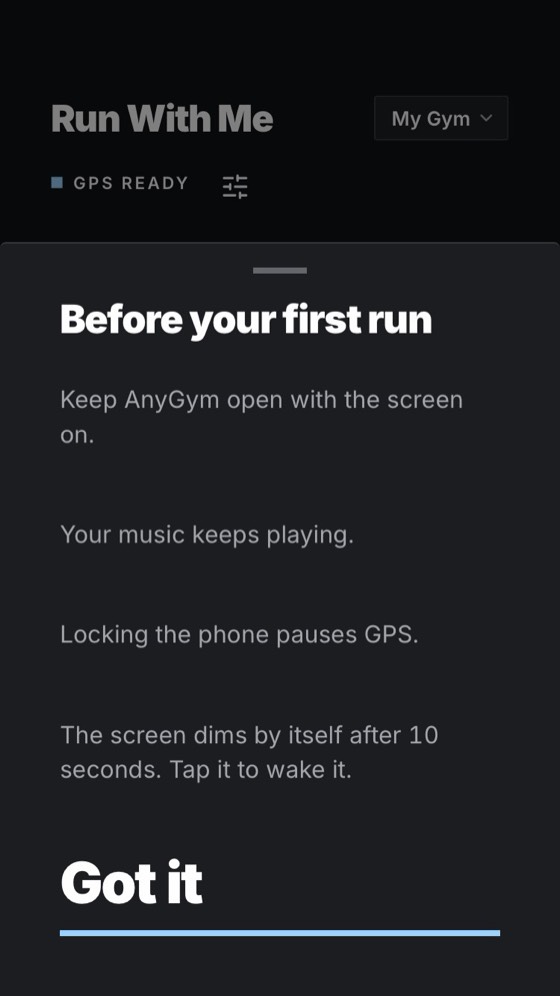 Run With Me
My Gym
GPS READY
Before your first run
Keep AnyGym open with the screen
on.
Your music keeps playing.
Locking the phone pauses GPS.
The screen dims by itself after 10
seconds. Tap it to wake it.
Got it